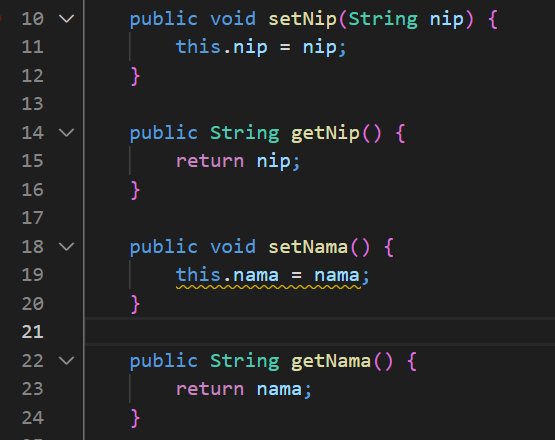 10 public void setNip(String nip) {
11 this.nip = nip;
12 }
13
14 public String getNip() {
15 return nip;
16 }
17
18 public void setNama() {
19 this.nama = nama;
20 }
21
22 public String getNama() {
23 return nama;
24 }